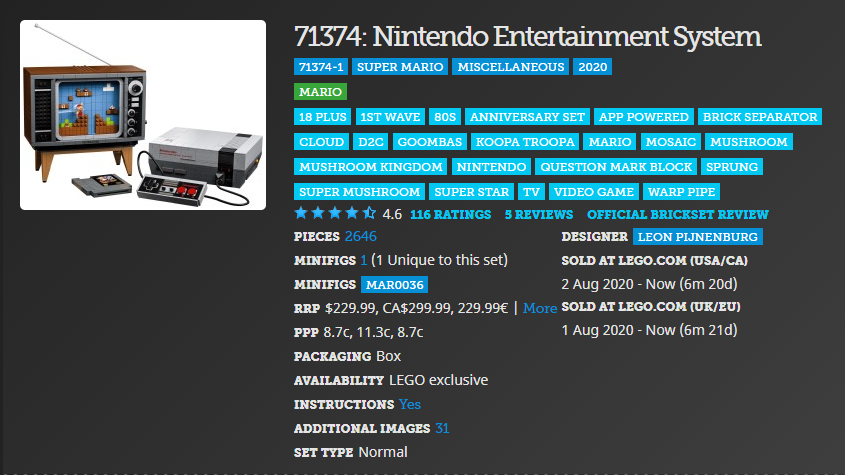 71374: Nintendo Entertainment System
71374-1 SUPER MARIO MISCELLANEOUS 2020
MARIO
18 PLUS 1ST WAVE 80S ANNIVERSARY SET APP POWERED BRICK SEPARATOR
CLOUD D2C GOOMBAS KOOPA TROOPA MARIO MOSAIC MUSHROOM
MUSHROOM KINGDOM NINTENDO QUESTION MARK BLOCK SPRUNG
SUPER MUSHROOM SUPER STAR TV VIDEO GAME WARP PIPE
4.6 116 RATINGS 5 REVIEWS OFFICIAL BRICKSET REVIEW
PIECES 2646
MINIFIGS 1 (1 Unique to this set)
MINIFIGS MAR0036
RRP $229.99, CA$299.99, 229.99€ | More
PPP 8.7c, 11.3c, 8.7c
PACKAGING Box
AVAILABILITY LEGO exclusive
INSTRUCTIONS Yes
ADDITIONAL IMAGES 31
SET TYPE Normal
DESIGNER LEON PIJNENBURG
SOLD AT LEGO.COM (USA/CA)
2 Aug 2020 - Now (6m 20d)
SOLD AT LEGO.COM (UK/EU)
1 Aug 2020 - Now (6m 21d)